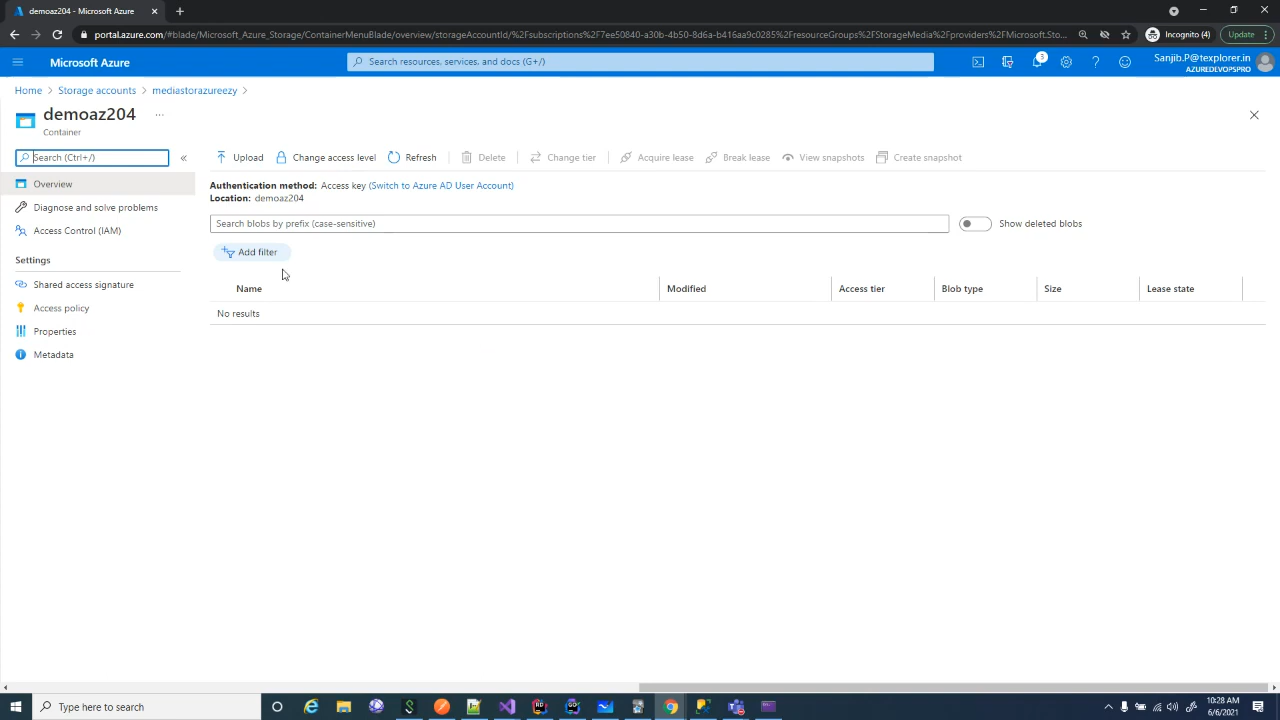 demoaz204 - Microsoft Azure
portal.azure.com/#blade/Microsoft_Azure_Storage/ContainerMenuBlade/overview/storageAccountId/%2Fsubscriptions%2F7ee50840-a30b-4b50-8d6a-b416aa9c0285%2FresourceGroups%2FStorageMedia%2Fproviders%2FMicrosoft.Sto...
Incognito (4)
Update
Microsoft Azure
Search resources, services, and docs (G+/)
3
Sanjib.P@texplorer.in
AZUREDEVOPSPRO
Home > Storage accounts > mediastorazureezy >
demoaz204 ...
Container
Search (Ctrl+/)
«
Upload
Change access level
Refresh
Delete
Change tier
Acquire lease
Break lease
View snapshots
Create snapshot
Overview
Diagnose and solve problems
Access Control (IAM)
Settings
Shared access signature
Access policy
Properties
Metadata
Authentication method: Access key (Switch to Azure AD User Account)
Location: demoaz204
Search blobs by prefix (case-sensitive)
Show deleted blobs
Add filter
Name Modified Access tier Blob type Size Lease state
No results
Type here to search
10:28 AM
6/6/2021